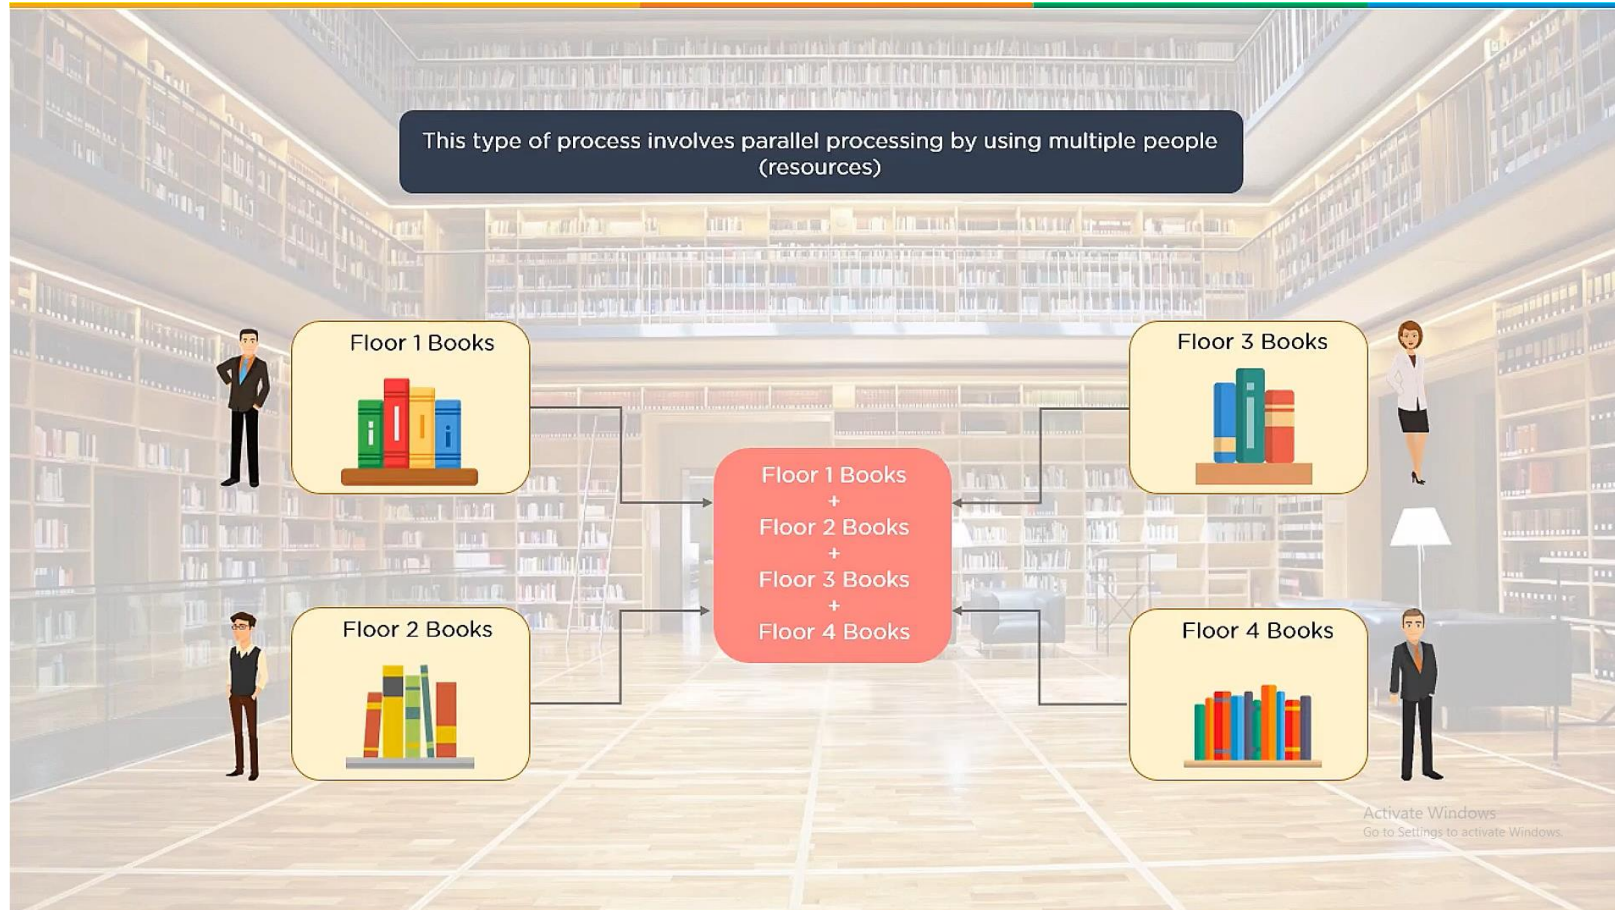 This type of process involves parallel processing by using multiple people
(resources)
Floor 1 Books
Floor 2 Books
Floor 1 Books
+
Floor 2 Books
+
Floor 3 Books
+
Floor 4 Books
Floor 3 Books
Floor 4 Books
Activate Windows
Go to Settings to activate Windows.